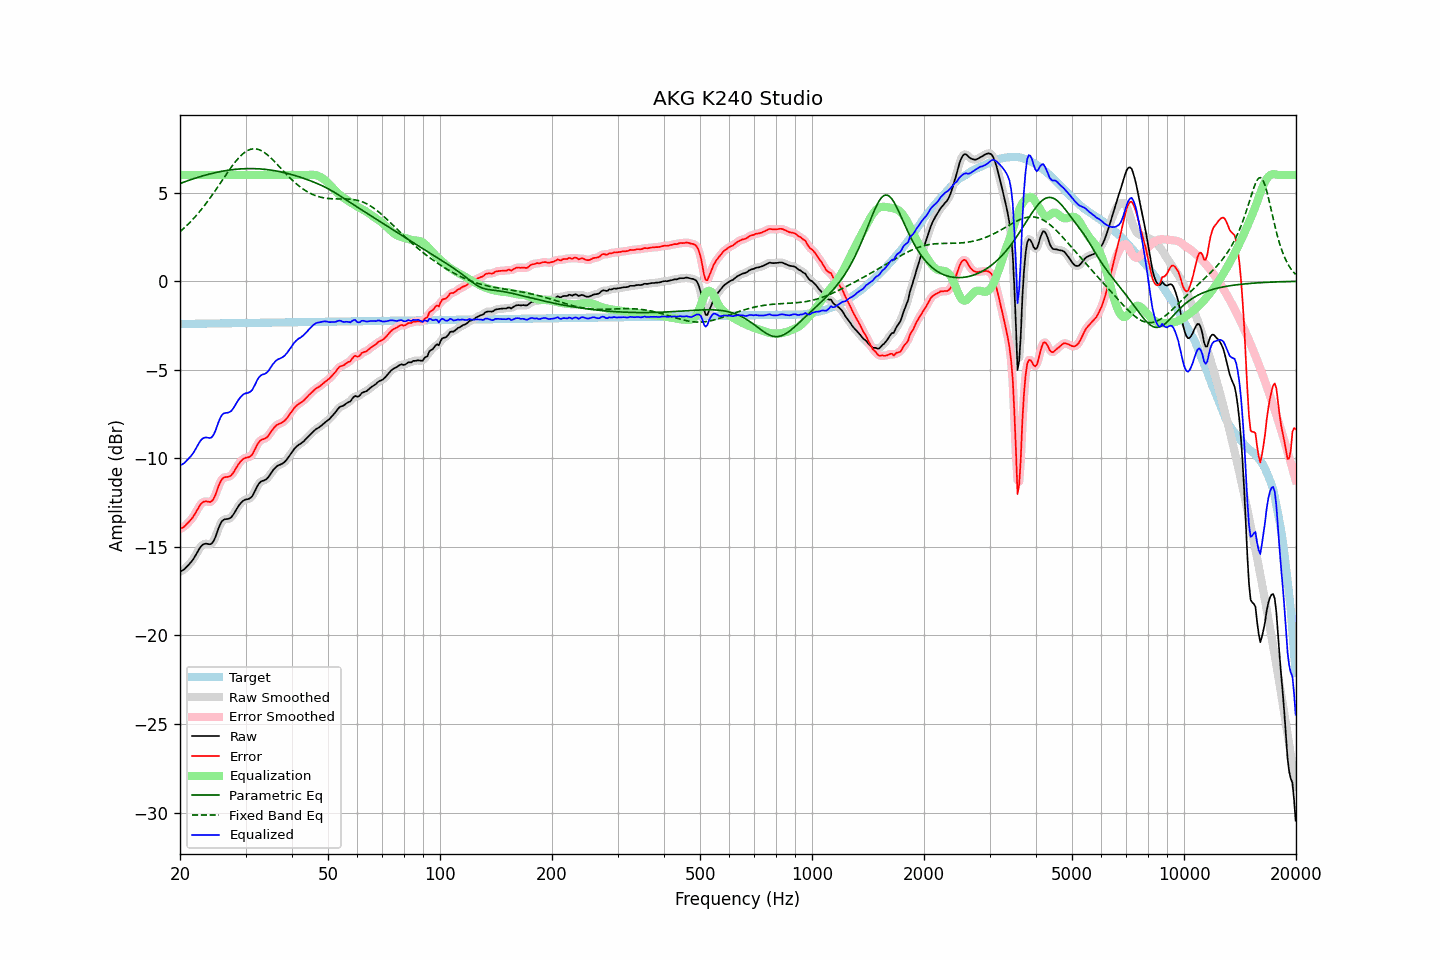 AKG K240 Studio
Amplitude (dBr)
5
0
−5
−10
−15
−20
−25
−30
Target
Raw Smoothed
Error Smoothed
Raw
Error
Equalization
Parametric Eq
Fixed Band Eq
Equalized
20 50 100 200 500 1000 2000 5000 10000 20000
Frequency (Hz)